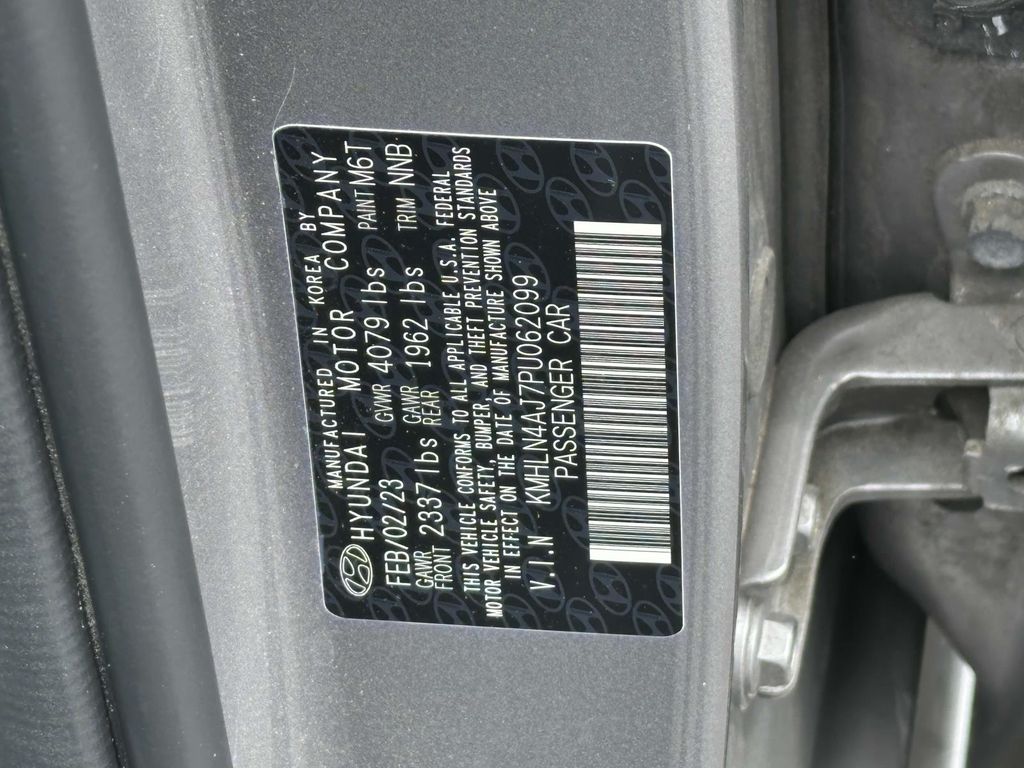 MANUFACTURED IN KOREA BY
HYUNDAI MOTOR COMPANY
FEB/02/23 GVWR 4079 lbs PAINT M6T
GAWR FRONT 2337 lbs GAWR REAR 1962 lbs TRIM NNB
THIS VEHICLE CONFORMS TO ALL APPLICABLE U.S.A. FEDERAL
MOTOR VEHICLE SAFETY, BUMPER AND THEFT PREVENTION STANDARDS
IN EFFECT ON THE DATE OF MANUFACTURE SHOWN ABOVE
V.I.N KMHLN4AJ7PU062099
PASSENGER CAR